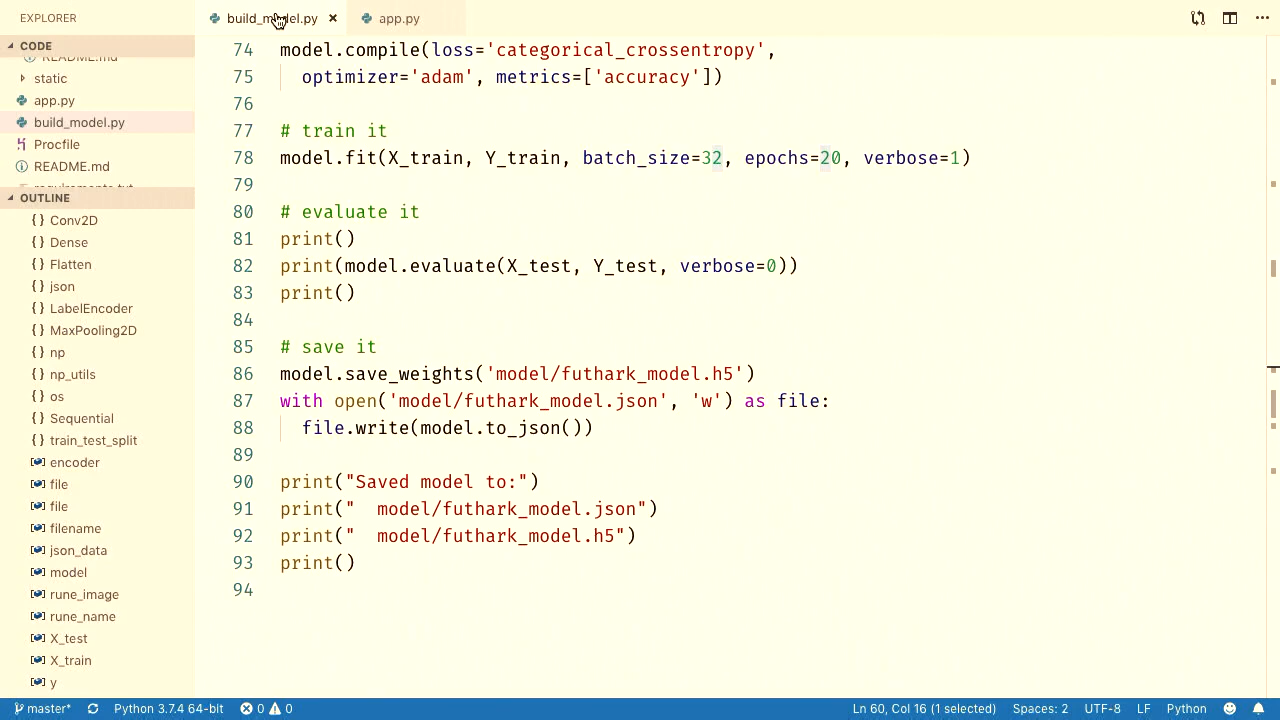 EXPLORER
build_model.py
app.py
CODE
README.md
static
app.py
build_model.py
Procfile
README.md
requirements.txt
OUTLINE
Conv2D
Dense
Flatten
json
LabelEncoder
MaxPooling2D
np
np_utils
os
Sequential
train_test_split
encoder
file
file
filename
json_data
model
rune_image
rune_name
X_test
X_train
y
74 model.compile(loss='categorical_crossentropy',
75 optimizer='adam', metrics=['accuracy'])
76
77 # train it
78 model.fit(X_train, Y_train, batch_size=32, epochs=20, verbose=1)
79
80 # evaluate it
81 print()
82 print(model.evaluate(X_test, Y_test, verbose=0))
83 print()
84
85 # save it
86 model.save_weights('model/futhark_model.h5')
87 with open('model/futhark_model.json', 'w') as file:
88 file.write(model.to_json())
89
90 print("Saved model to:")
91 print("  model/futhark_model.json")
92 print("  model/futhark_model.h5")
93 print()
94
master* Python 3.7.4 64-bit 0 0 Ln 60, Col 16 (1 selected) Spaces: 2 UTF-8 LF Python